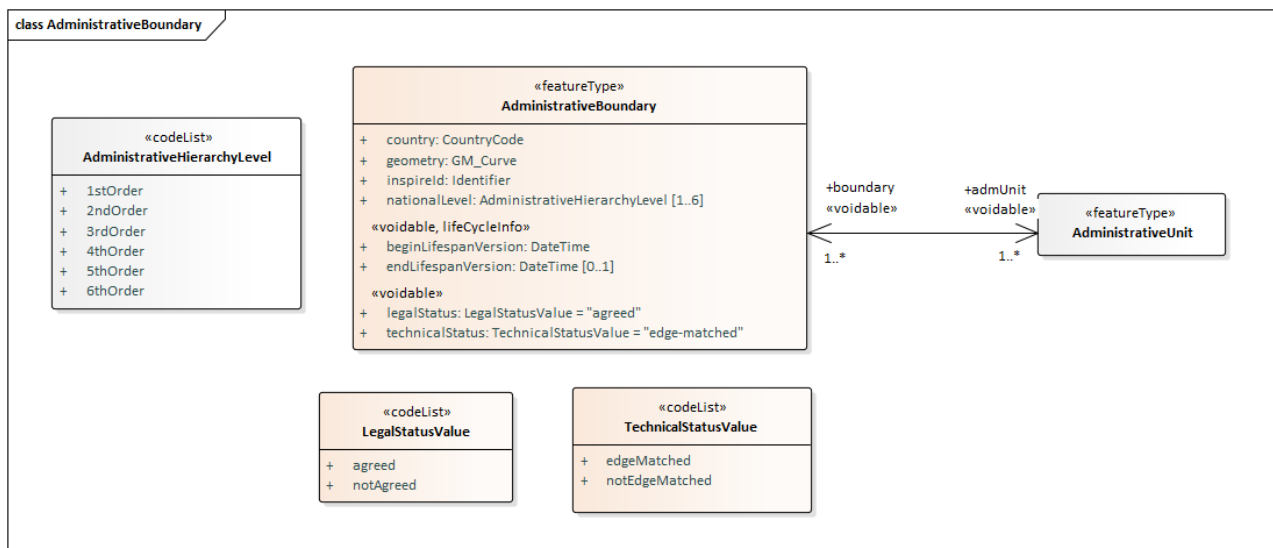 class AdministrativeBoundary
«codeList»
AdministrativeHierarchyLevel
+ 1stOrder
+ 2ndOrder
+ 3rdOrder
+ 4thOrder
+ 5thOrder
+ 6thOrder
«featureType»
AdministrativeBoundary
+ country: CountryCode
+ geometry: GM_Curve
+ inspireId: Identifier
+ nationalLevel: AdministrativeHierarchyLevel [1..6]
«voidable, lifeCycleInfo»
+ beginLifespanVersion: DateTime
+ endLifespanVersion: DateTime [0..1]
«voidable»
+ legalStatus: LegalStatusValue = "agreed"
+ technicalStatus: TechnicalStatusValue = "edge-matched"
+boundary
«voidable»
1..*
+admUnit
«voidable»
1..*
«featureType»
AdministrativeUnit
«codeList»
LegalStatusValue
+ agreed
+ notAgreed
«codeList»
TechnicalStatusValue
+ edgeMatched
+ notEdgeMatched